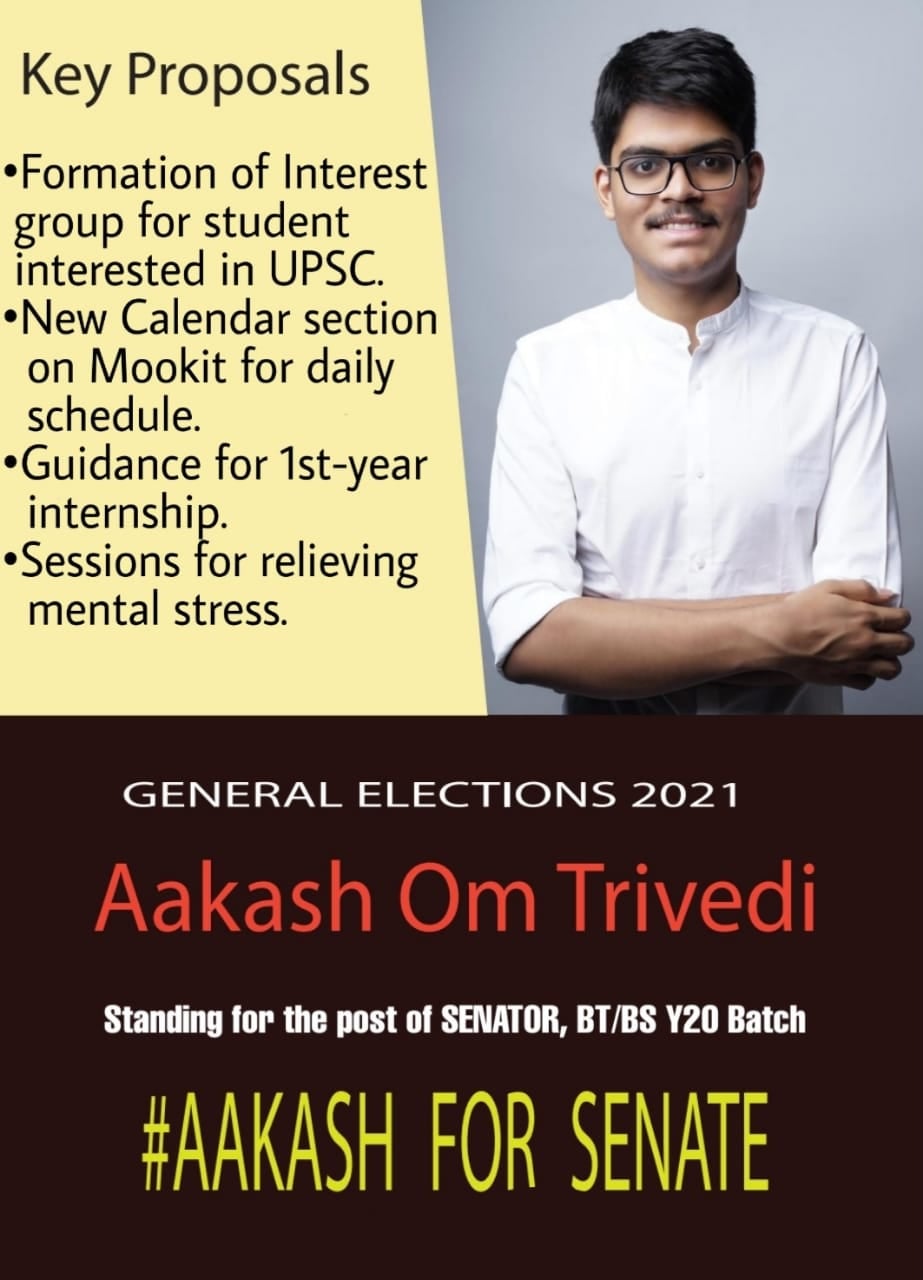 Key Proposals
•Formation of Interest
group for student
interested in UPSC.
•New Calendar section
on Mookit for daily
schedule.
•Guidance for 1st-year
internship.
•Sessions for relieving
mental stress.
GENERAL ELECTIONS 2021
Aakash Om Trivedi
Standing for the post of SENATOR, BT/BS Y20 Batch
#AAKASH FOR SENATE